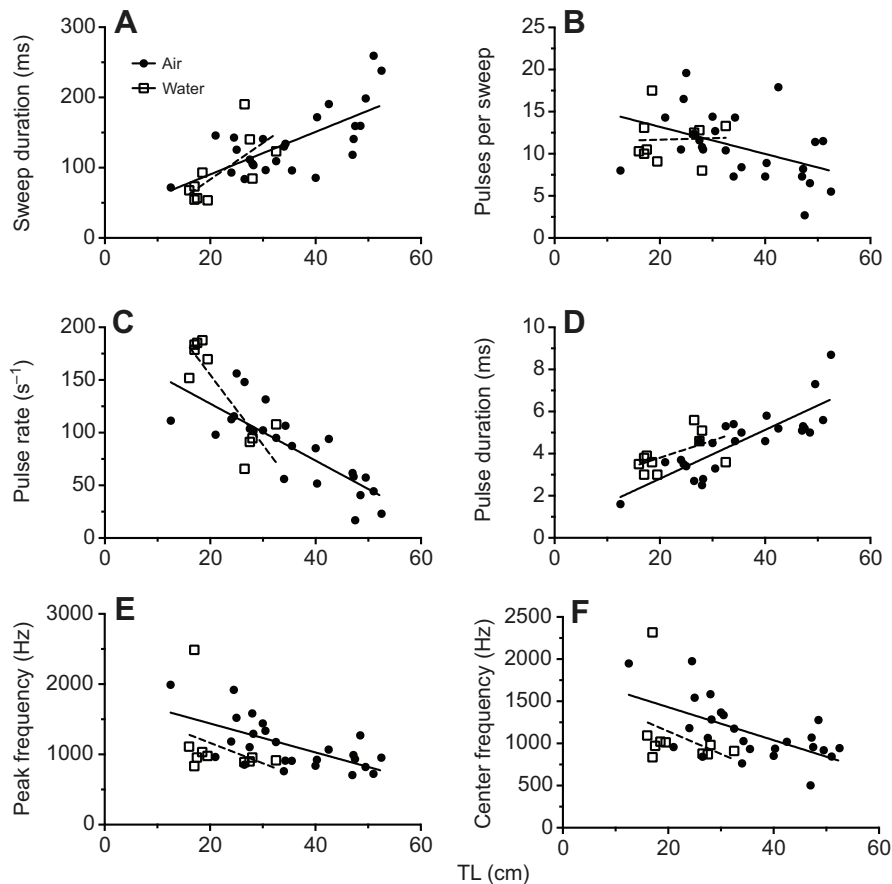 A
B
Sweep duration (ms)
300
200
100
0
Air
Water
20 40 60
Pulses per sweep
25
20
15
10
5
0
0 20 40 60
C
D
Pulse rate (s−1)
200
150
100
50
0
20 40 60
Pulse duration (ms)
10
8
6
4
2
0
0 20 40 60
E
F
Peak frequency (Hz)
3000
2000
1000
0
0 20 40 60
Center frequency (Hz)
2500
2000
1500
1000
500
0
0 20 40 60
TL (cm)